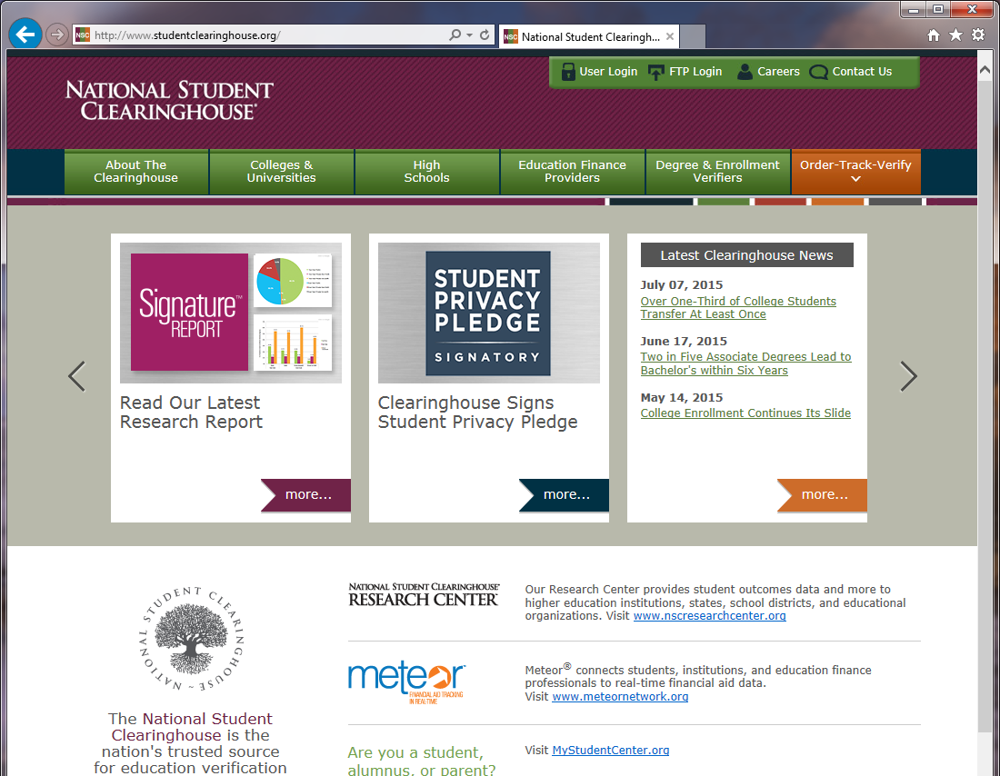 http://www.studentclearinghouse.org/
National Student Clearingh...
NSC
NSC
User Login
FTP Login
Careers
Contact Us
NATIONAL STUDENT
CLEARINGHOUSE®
About The
Clearinghouse
Colleges &
Universities
High
Schools
Education Finance
Providers
Degree & Enrollment
Verifiers
Order-Track-Verify
Signature™
REPORT
Read Our Latest
Research Report
more...
STUDENT
PRIVACY
PLEDGE
SIGNATORY
Clearinghouse Signs
Student Privacy Pledge
more...
Latest Clearinghouse News
July 07, 2015
Over One-Third of College Students
Transfer At Least Once
June 17, 2015
Two in Five Associate Degrees Lead to
Bachelor's within Six Years
May 14, 2015
College Enrollment Continues Its Slide
more...
NATIONAL STUDENT CLEARINGHOUSE ~
The National Student
Clearinghouse is the
nation's trusted source
for education verification
NATIONAL STUDENT CLEARINGHOUSE®
RESEARCH CENTER™
Our Research Center provides student outcomes data and more to
higher education institutions, states, school districts, and educational
organizations. Visit www.nscresearchcenter.org
meteor™
FINANCIAL AID TRACKING
IN REAL TIME
Meteor® connects students, institutions, and education finance
professionals to real-time financial aid data.
Visit www.meteornetwork.org
Are you a student,
alumnus, or parent?
Visit MyStudentCenter.org